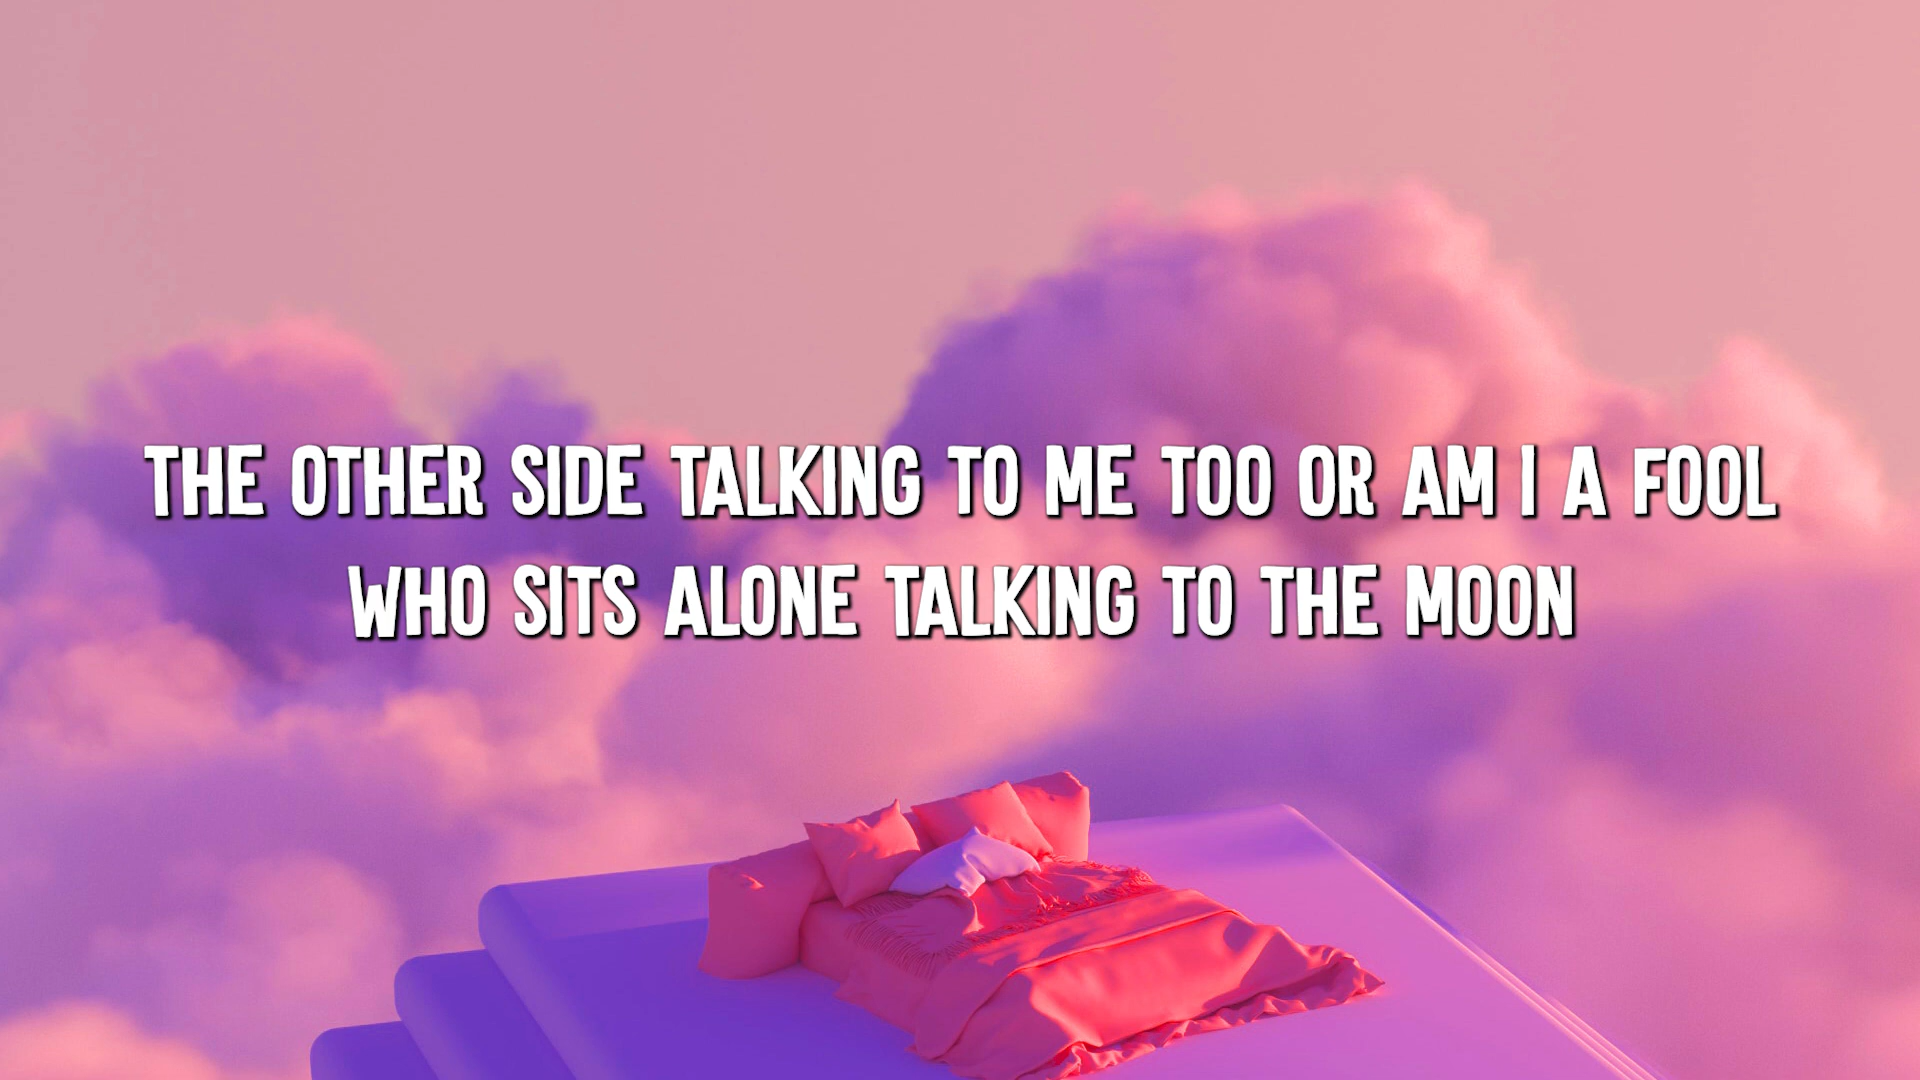 THE OTHER SIDE TALKING TO ME TOO OR AM I A FOOL
WHO SITS ALONE TALKING TO THE MOON